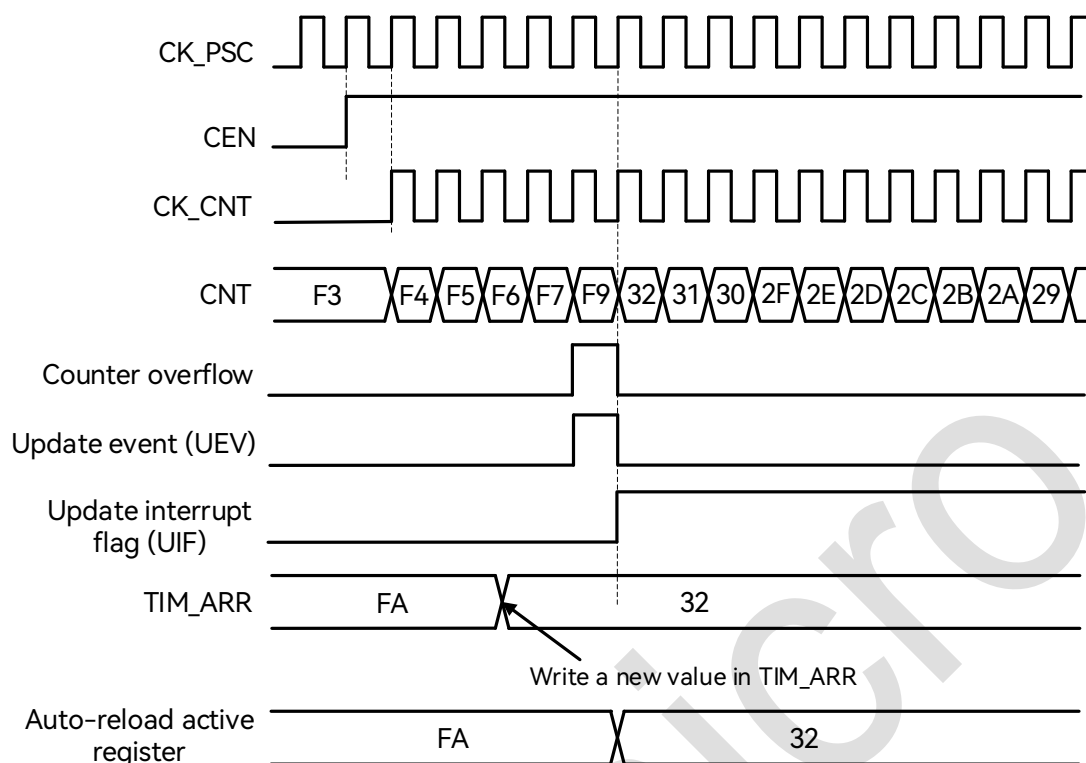 CK_PSC
CEN
CK_CNT
CNT F3 F4 F5 F6 F7 F9 32 31 30 2F 2E 2D 2C 2B 2A 29
Counter overflow
Update event (UEV)
Update interrupt
flag (UIF)
TIM_ARR FA 32
Write a new value in TIM_ARR
Auto-reload active
register
FA 32
icro